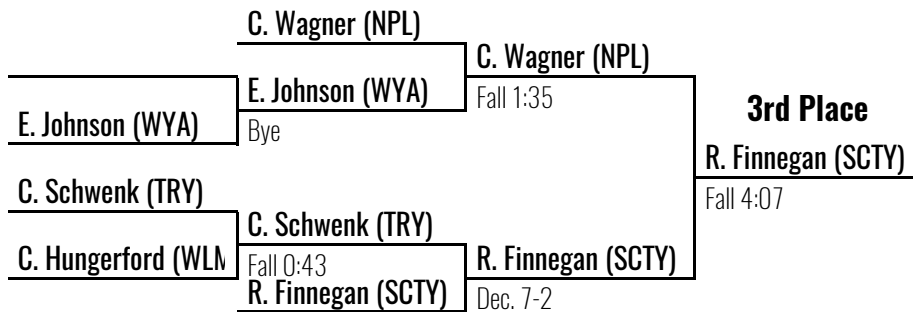 C. Wagner (NPL)
C. Wagner (NPL)
E. Johnson (WYA)
Fall 1:35
3rd Place
E. Johnson (WYA)
Bye
R. Finnegan (SCTY)
C. Schwenk (TRY)
Fall 4:07
C. Schwenk (TRY)
C. Hungerford (WLM
Fall 0:43
R. Finnegan (SCTY)
R. Finnegan (SCTY)
Dec. 7-2